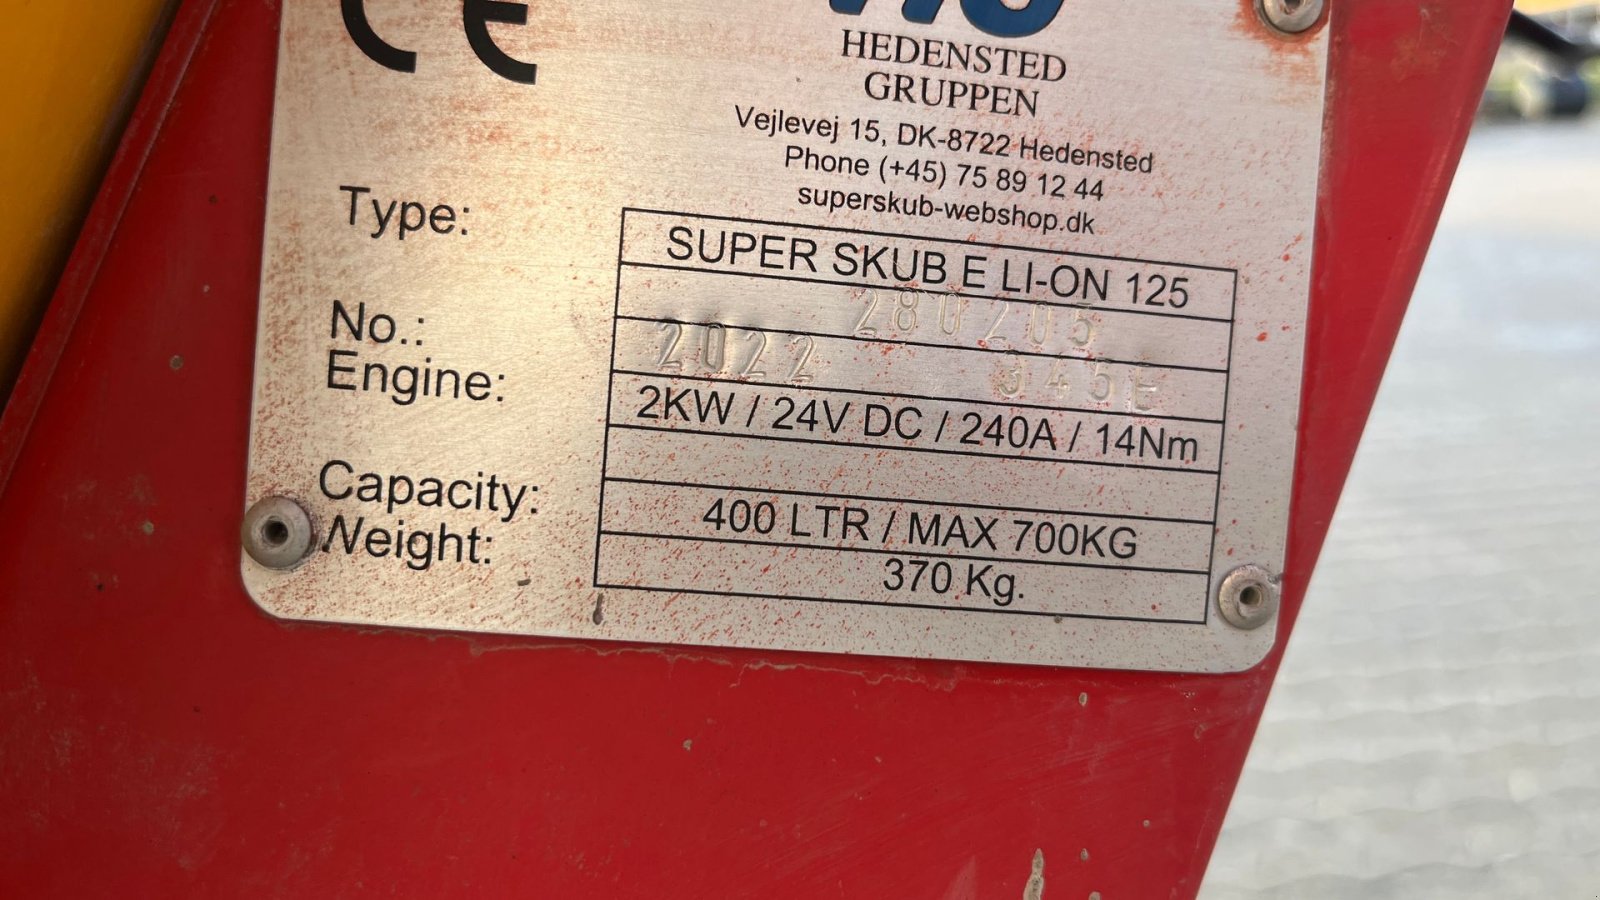 CE
HEDENSTED
GRUPPEN
Vejlevej 15, DK-8722 Hedensted
Phone (+45) 75 89 12 44
superskub-webshop.dk
Type: SUPER SKUB E LI-ON 125
280205
No.: 2022 345E
Engine: 2KW / 24V DC / 240A / 14Nm
Capacity: 400 LTR / MAX 700KG
Weight: 370 Kg.